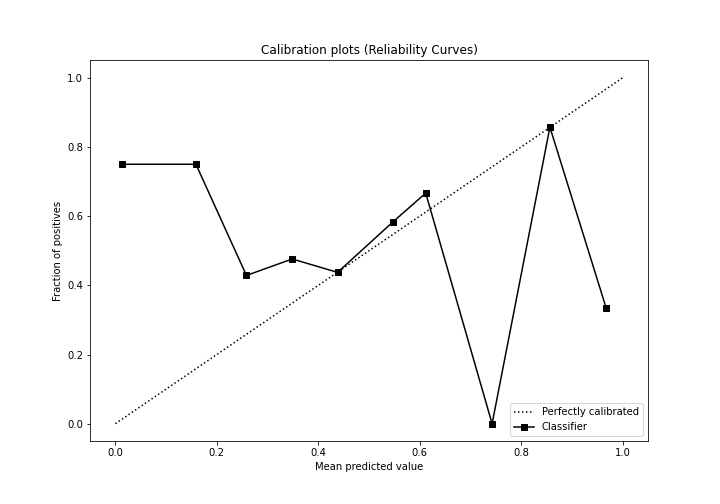 Calibration plots (Reliability Curves)
1.0
0.8
0.6
0.4
0.2
0.0
Fraction of positives
0.0 0.2 0.4 0.6 0.8 1.0
Mean predicted value
Perfectly calibrated
Classifier